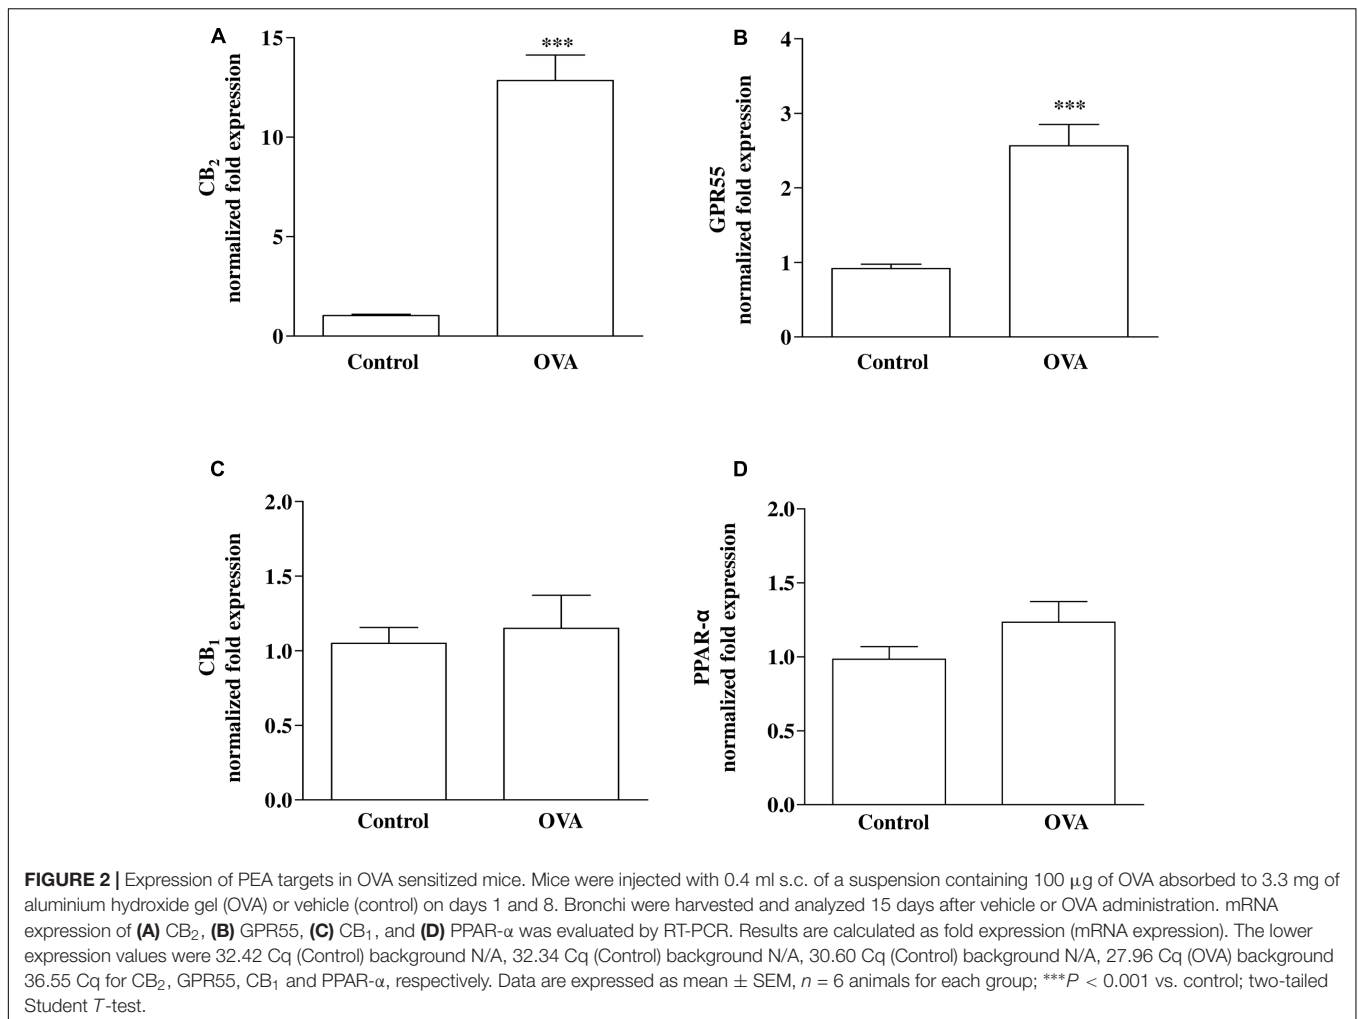 A
CB2
normalized fold expression
15
10
5
0
***
Control
OVA
B
GPR55
normalized fold expression
4
3
2
1
0
***
Control
OVA
C
CB1
normalized fold expression
2.0
1.5
1.0
0.5
0.0
Control
OVA
D
PPAR-α
normalized fold expression
2.0
1.5
1.0
0.5
0.0
Control
OVA
FIGURE 2 | Expression of PEA targets in OVA sensitized mice. Mice were injected with 0.4 ml s.c. of a suspension containing 100 μg of OVA absorbed to 3.3 mg of
aluminium hydroxide gel (OVA) or vehicle (control) on days 1 and 8. Bronchi were harvested and analyzed 15 days after vehicle or OVA administration. mRNA
expression of (A) CB2, (B) GPR55, (C) CB1, and (D) PPAR-α was evaluated by RT-PCR. Results are calculated as fold expression (mRNA expression). The lower
expression values were 32.42 Cq (Control) background N/A, 32.34 Cq (Control) background N/A, 30.60 Cq (Control) background N/A, 27.96 Cq (OVA) background
36.55 Cq for CB2, GPR55, CB1 and PPAR-α, respectively. Data are expressed as mean ± SEM, n = 6 animals for each group; ***P < 0.001 vs. control; two-tailed
Student T-test.